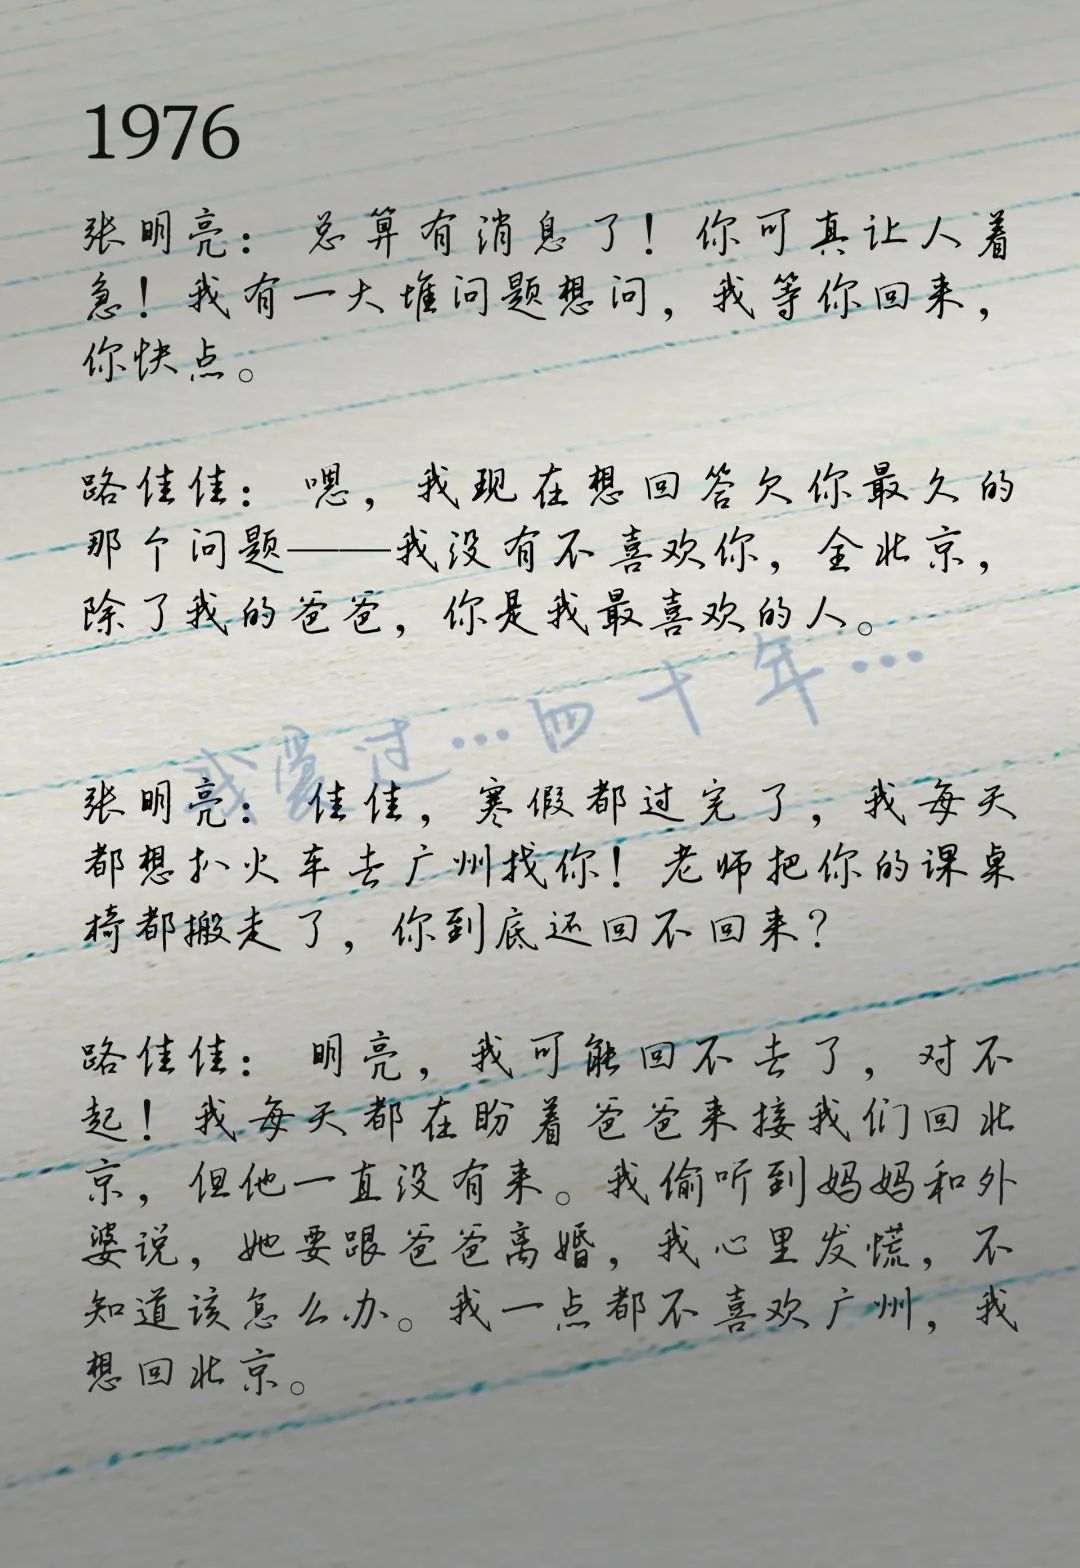 1976
张明亮： 总算有消息了！你可真让人着
急！我有一大堆问题想问，我等你回来，
你快点。
路佳佳： 嗯，我现在想回答欠你最久的
那个问题——我没有不喜欢你，全北京，
除了我的爸爸，你是我最喜欢的人。
过…四十年…
张明亮： 佳佳，寒假都过完了，我每天
都想扒火车去广州找你！老师把你的课桌
椅都搬走了，你到底还回不回来？
路佳佳： 明亮，我可能回不去了，对不
起！我每天都在盼着爸爸来接我们回北
京，但他一直没有来。我偷听到妈妈和外
婆说，她要跟爸爸离婚，我心里发慌，不
知道该怎么办。我一点都不喜欢广州，我
想回北京。